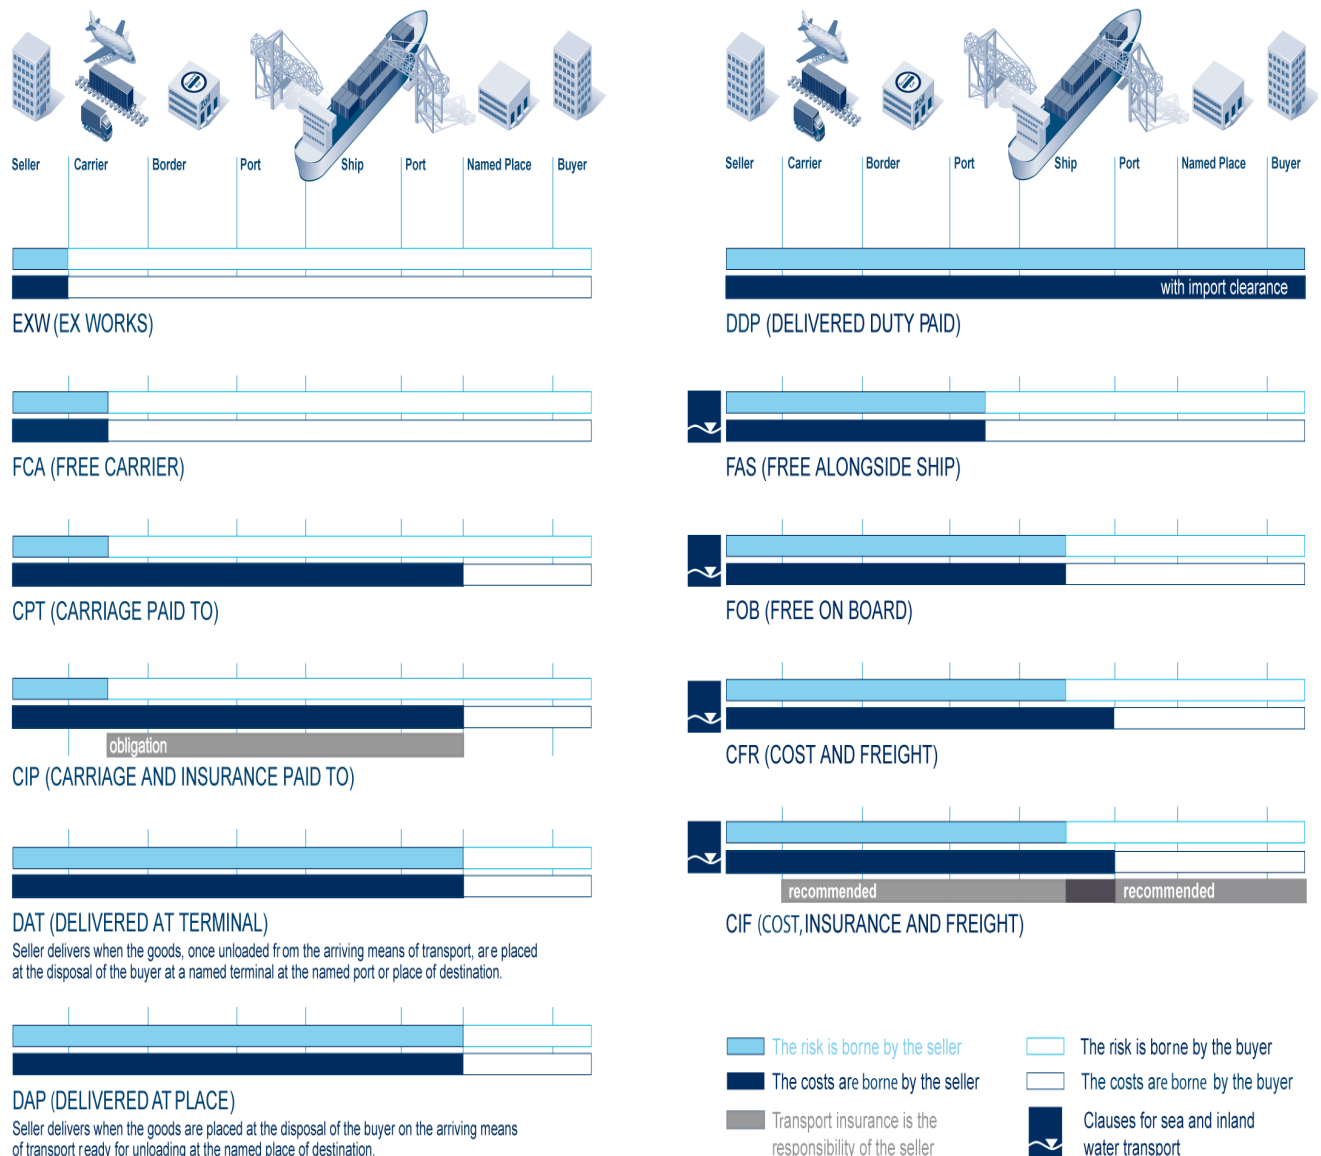 Seller Carrier Border Port Ship Port Named Place Buyer
EXW (EX WORKS)
FCA (FREE CARRIER)
CPT (CARRIAGE PAID TO)
obligation
CIP (CARRIAGE AND INSURANCE PAID TO)
DAT (DELIVERED AT TERMINAL)
Seller delivers when the goods, once unloaded from the arriving means of transport, are placed
at the disposal of the buyer at a named terminal at the named port or place of destination.
DAP (DELIVERED AT PLACE)
Seller delivers when the goods are placed at the disposal of the buyer on the arriving means
of transport ready for unloading at the named place of destination.
Seller Carrier Border Port Ship Port Named Place Buyer
with import clearance
DDP (DELIVERED DUTY PAID)
FAS (FREE ALONGSIDE SHIP)
FOB (FREE ON BOARD)
CFR (COST AND FREIGHT)
recommended recommended
CIF (COST, INSURANCE AND FREIGHT)
The risk is borne by the seller
The costs are borne by the seller
Transport insurance is the
responsibility of the seller
The risk is borne by the buyer
The costs are borne by the buyer
Clauses for sea and inland
water transport